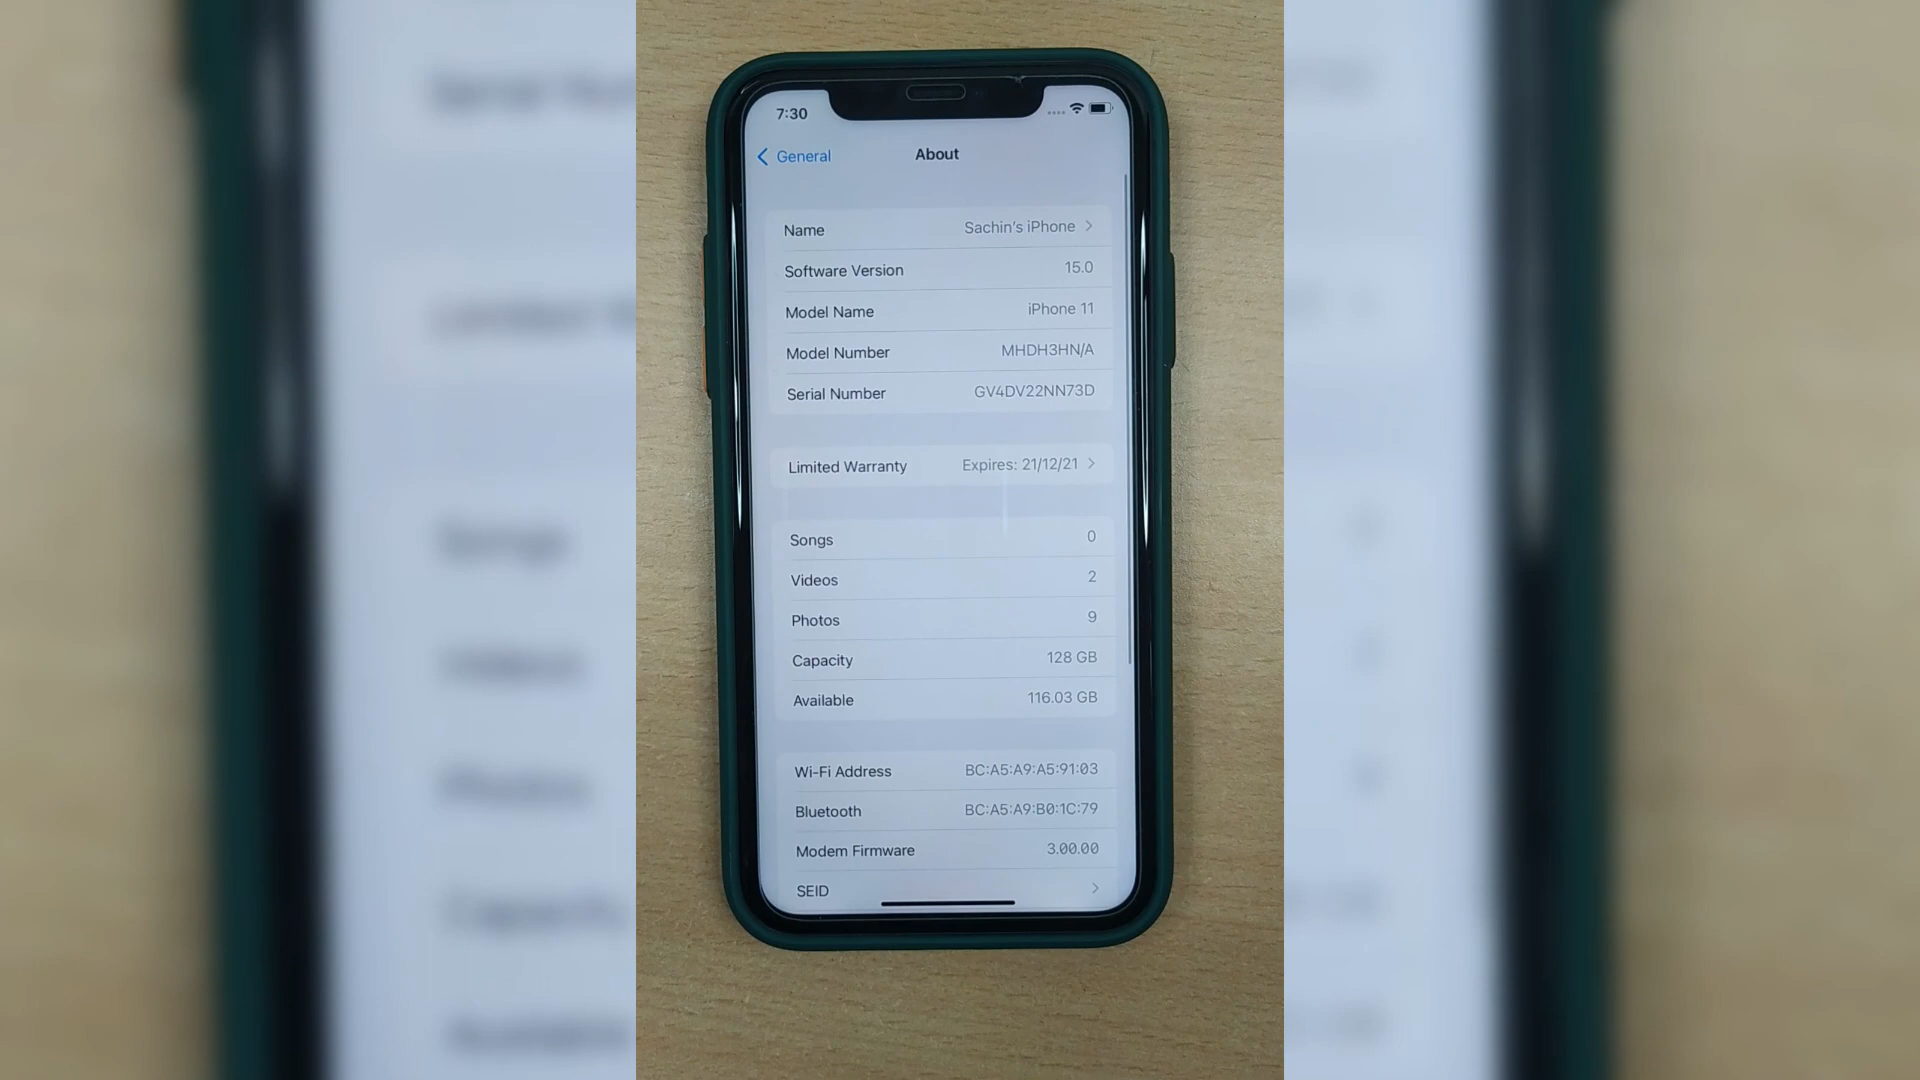 7:30
General
About
Name Sachin's iPhone
Software Version 15.0
Model Name iPhone 11
Model Number MHDH3HN/A
Serial Number GV4DV22NN73D
Limited Warranty Expires: 21/12/21
Songs 0
Videos 2
Photos 9
Capacity 128 GB
Available 116.03 GB
Wi-Fi Address BC:A5:A9:A5:91:03
Bluetooth BC:A5:A9:B0:1C:79
Modem Firmware 3.00.00
SEID